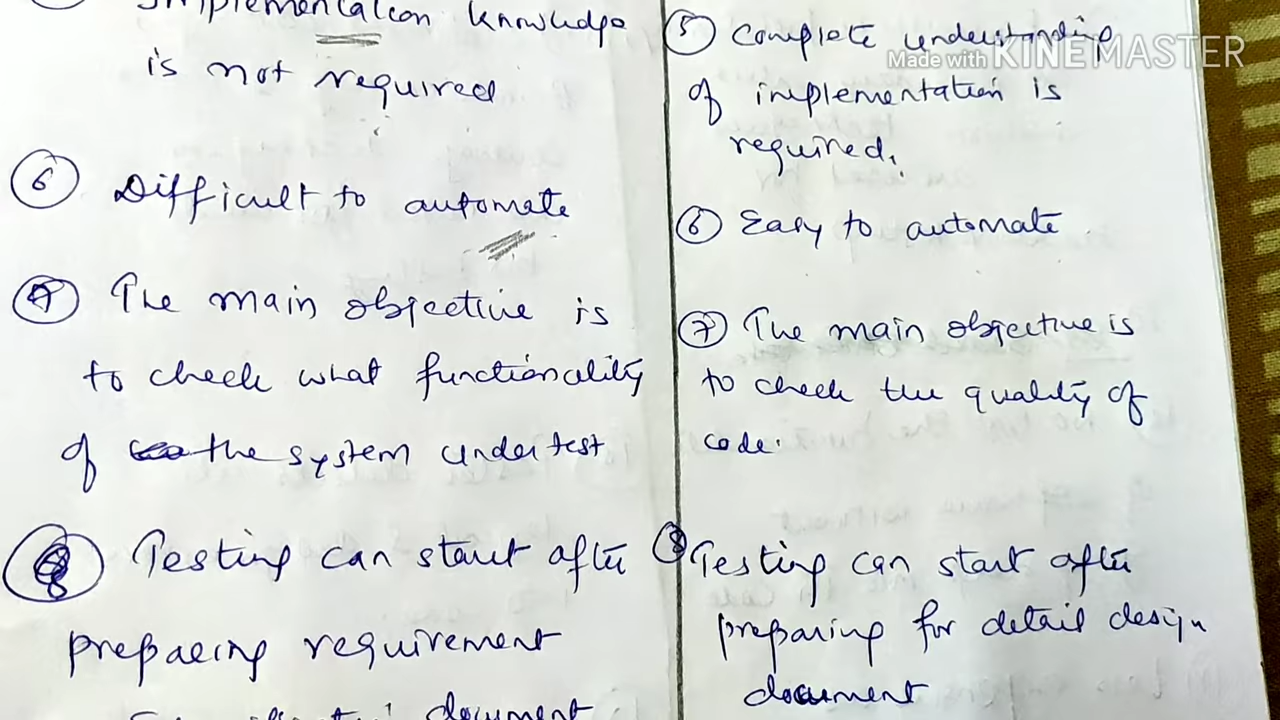 Implementation knowledge
is not required
6 Difficult to automate
7 The main objective is
to check what functionality
of the system under test
8 Testing can start after
preparing requirement
document
5 Complete understanding
of implementation is
required.
6 Easy to automate
7 The main objective is
to check the quality of
code.
8 Testing can start after
preparing for detail design
document
Made with KINEMASTER